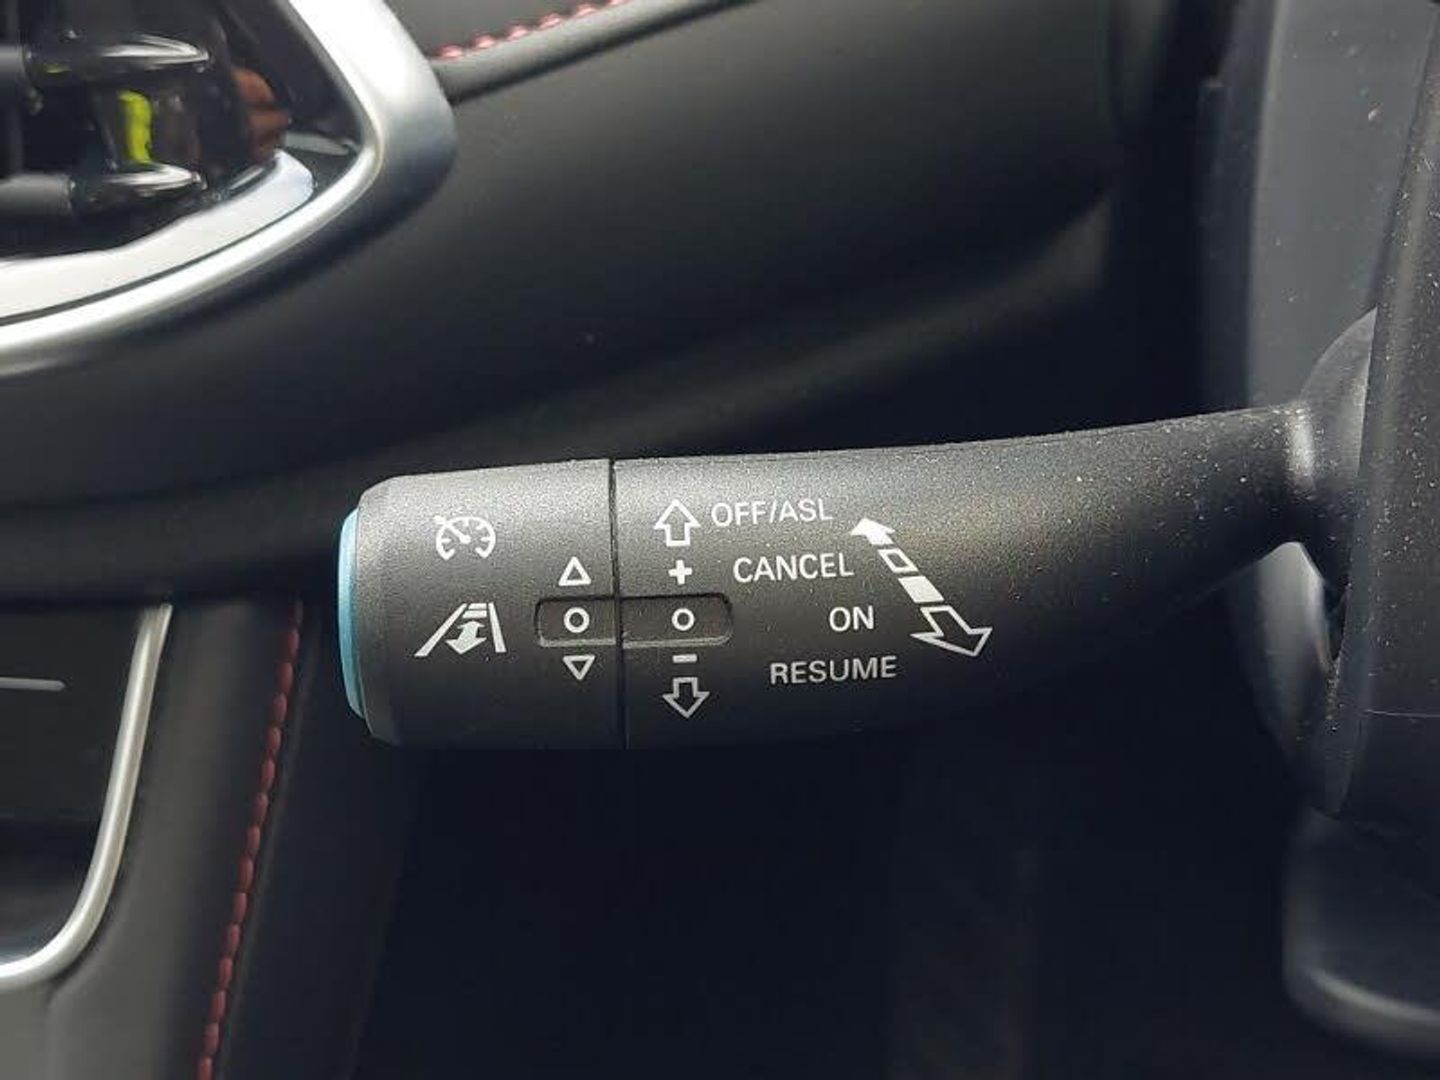 OFF/ASL
+ CANCEL
ON
− RESUME